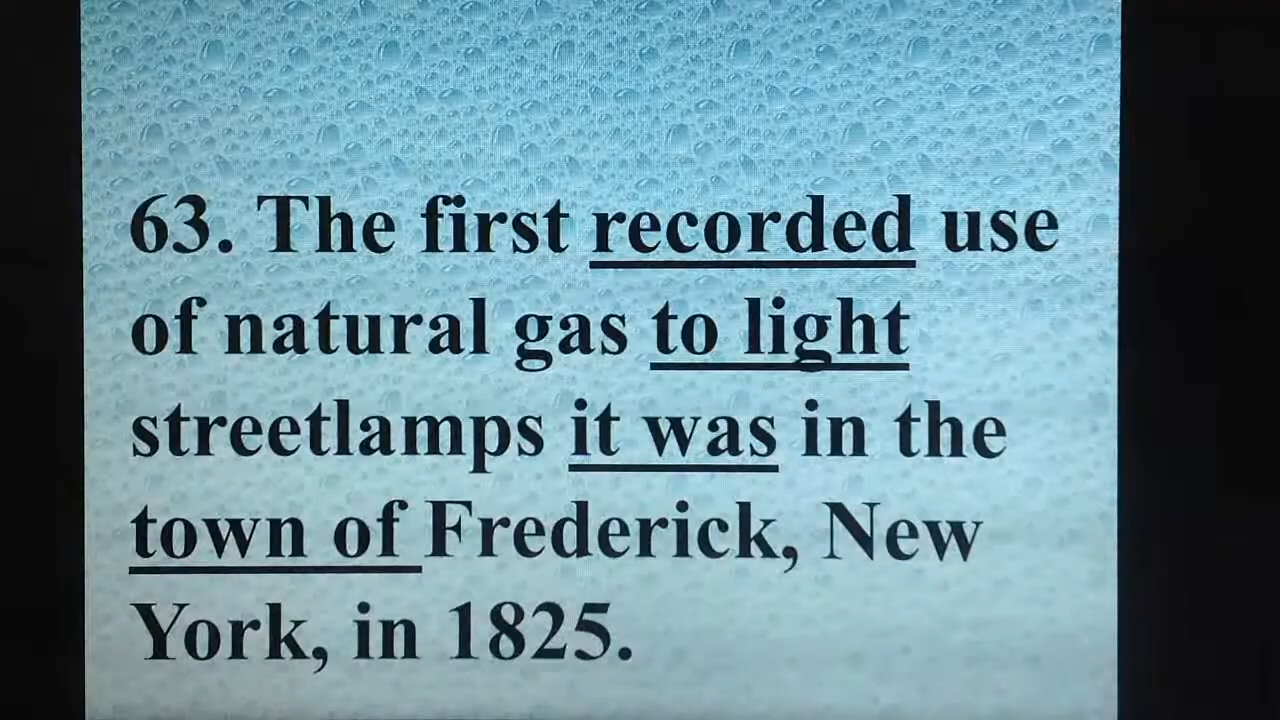 63. The first recorded use
of natural gas to light
streetlamps it was in the
town of Frederick, New
York, in 1825.